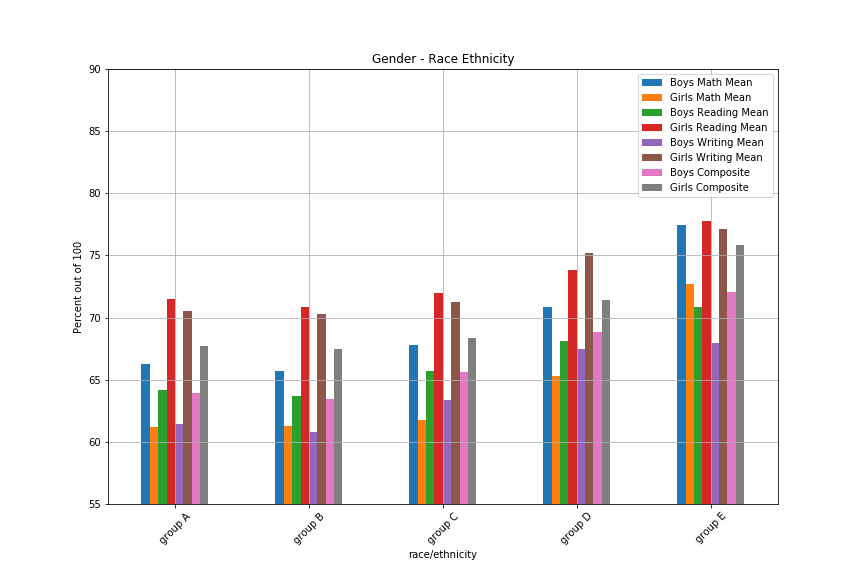 Gender - Race Ethnicity
90
85
80
75
70
65
60
55
Percent out of 100
Boys Math Mean
Girls Math Mean
Boys Reading Mean
Girls Reading Mean
Boys Writing Mean
Girls Writing Mean
Boys Composite
Girls Composite
group A
group B
group C
group D
group E
race/ethnicity